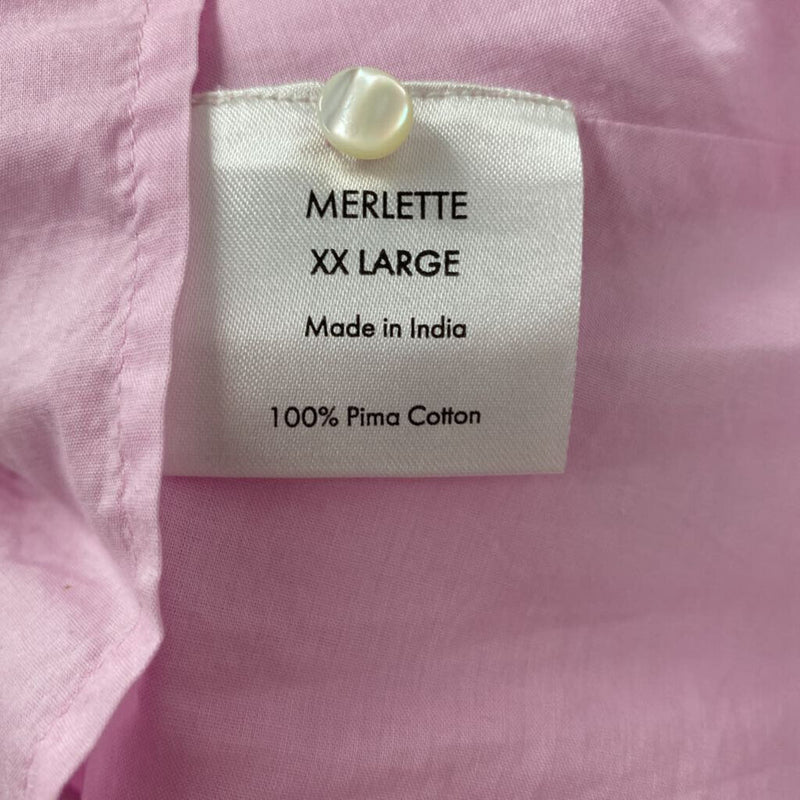 MERLETTE
XX LARGE
Made in India
100% Pima Cotton